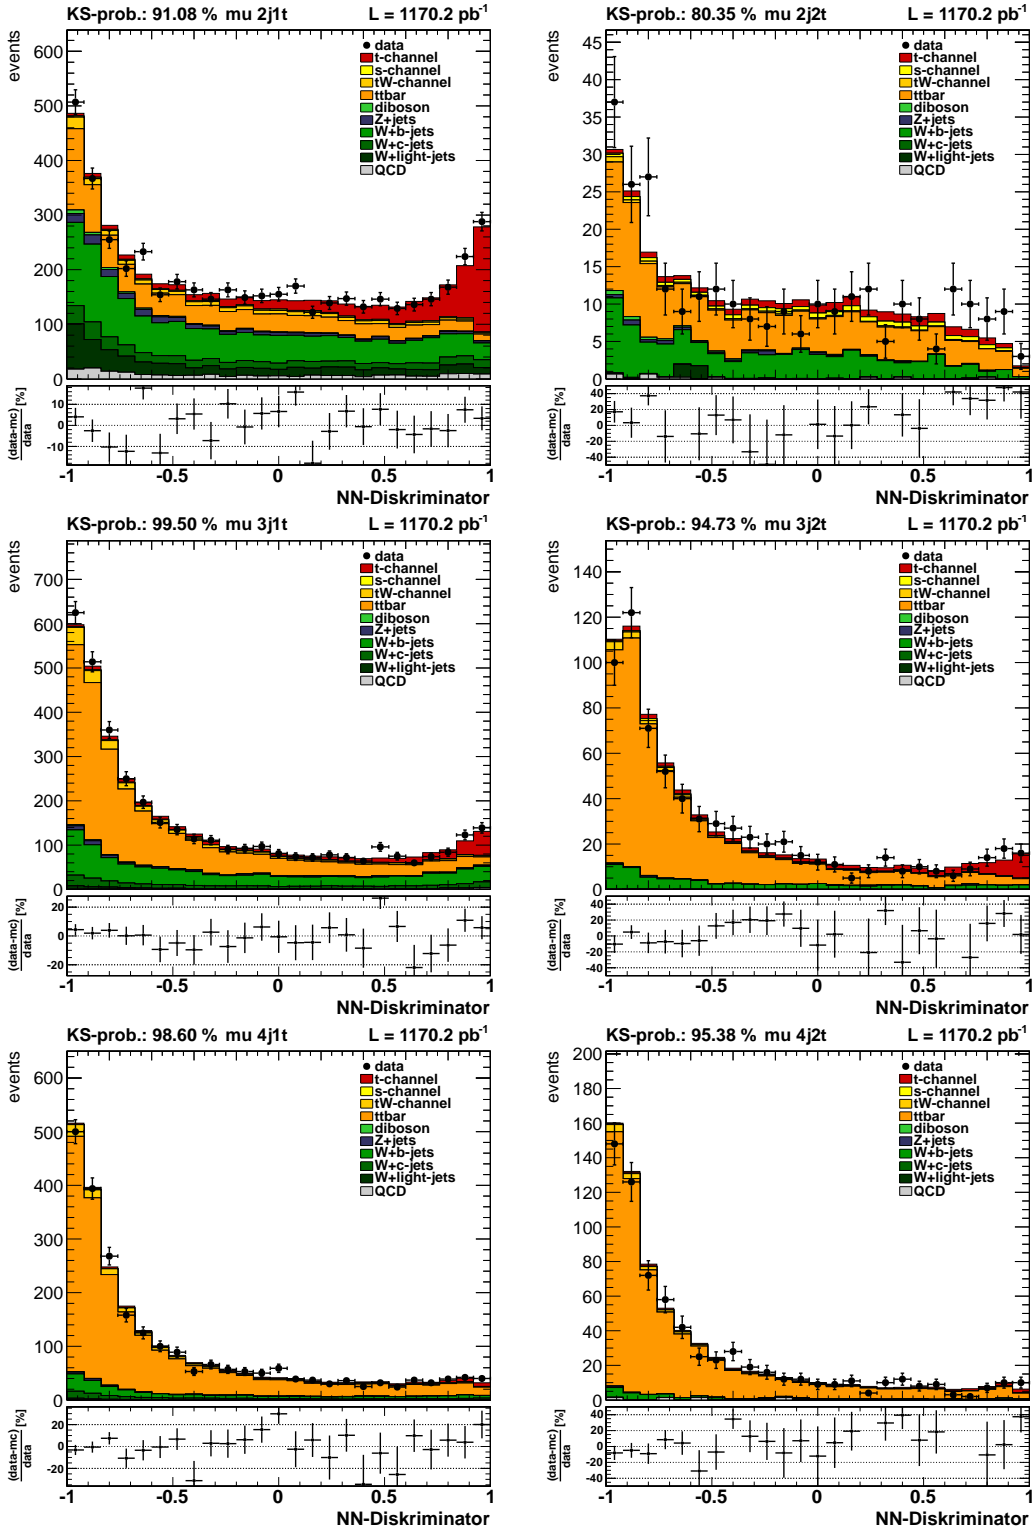 KS-prob.: 91.08 % mu 2j1t L = 1170.2 pb-1
events
600
500
400
300
200
100
0
data
t-channel
s-channel
tW-channel
ttbar
diboson
Z+jets
W+b-jets
W+c-jets
W+light-jets
QCD
(data-mc)
data
[%]
10
0
-10
-1 -0.5 0 0.5 1
NN-Diskriminator
KS-prob.: 80.35 % mu 2j2t L = 1170.2 pb-1
events
45
40
35
30
25
20
15
10
5
0
data
t-channel
s-channel
tW-channel
ttbar
diboson
Z+jets
W+b-jets
W+c-jets
W+light-jets
QCD
(data-mc)
data
[%]
40
20
0
-20
-40
-1 -0.5 0 0.5 1
NN-Diskriminator
KS-prob.: 99.50 % mu 3j1t L = 1170.2 pb-1
events
700
600
500
400
300
200
100
0
data
t-channel
s-channel
tW-channel
ttbar
diboson
Z+jets
W+b-jets
W+c-jets
W+light-jets
QCD
(data-mc)
data
[%]
20
0
-20
-1 -0.5 0 0.5 1
NN-Diskriminator
KS-prob.: 94.73 % mu 3j2t L = 1170.2 pb-1
events
140
120
100
80
60
40
20
0
data
t-channel
s-channel
tW-channel
ttbar
diboson
Z+jets
W+b-jets
W+c-jets
W+light-jets
QCD
(data-mc)
data
[%]
40
20
0
-20
-40
-1 -0.5 0 0.5 1
NN-Diskriminator
KS-prob.: 98.60 % mu 4j1t L = 1170.2 pb-1
events
600
500
400
300
200
100
0
data
t-channel
s-channel
tW-channel
ttbar
diboson
Z+jets
W+b-jets
W+c-jets
W+light-jets
QCD
(data-mc)
data
[%]
20
0
-20
-1 -0.5 0 0.5 1
NN-Diskriminator
KS-prob.: 95.38 % mu 4j2t L = 1170.2 pb-1
events
200
180
160
140
120
100
80
60
40
20
0
data
t-channel
s-channel
tW-channel
ttbar
diboson
Z+jets
W+b-jets
W+c-jets
W+light-jets
QCD
(data-mc)
data
[%]
40
20
0
-20
-40
-1 -0.5 0 0.5 1
NN-Diskriminator